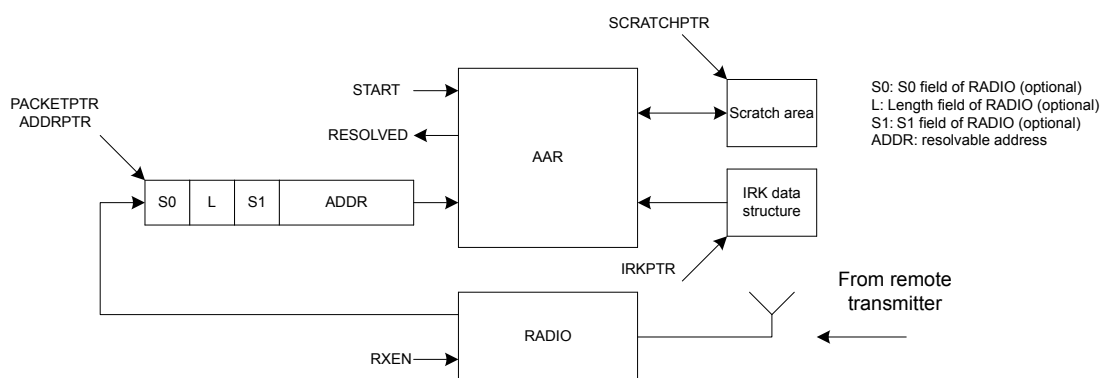 SCRATCHPTR
START
RESOLVED
PACKETPTR
ADDRPTR
S0
L
S1
ADDR
AAR
Scratch area
IRK data
structure
IRKPTR
S0: S0 field of RADIO (optional)
L: Length field of RADIO (optional)
S1: S1 field of RADIO (optional)
ADDR: resolvable address
RADIO
RXEN
From remote
transmitter